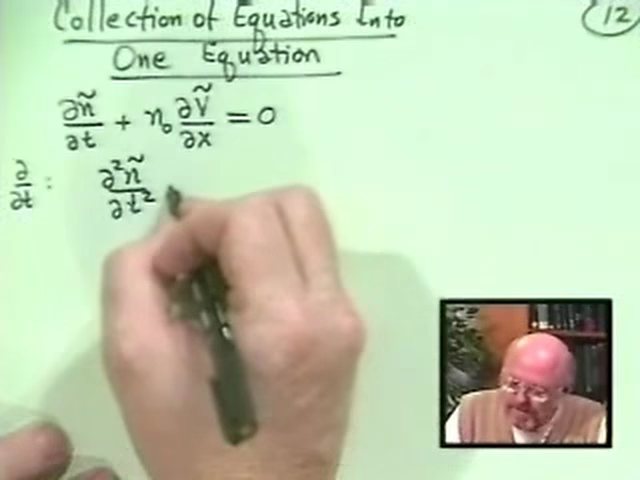 Collection of Equations Into
12
One Equation
∂ñ/∂t + n₀ ∂Ṽ/∂x = 0
∂/∂t : ∂²ñ/∂t²